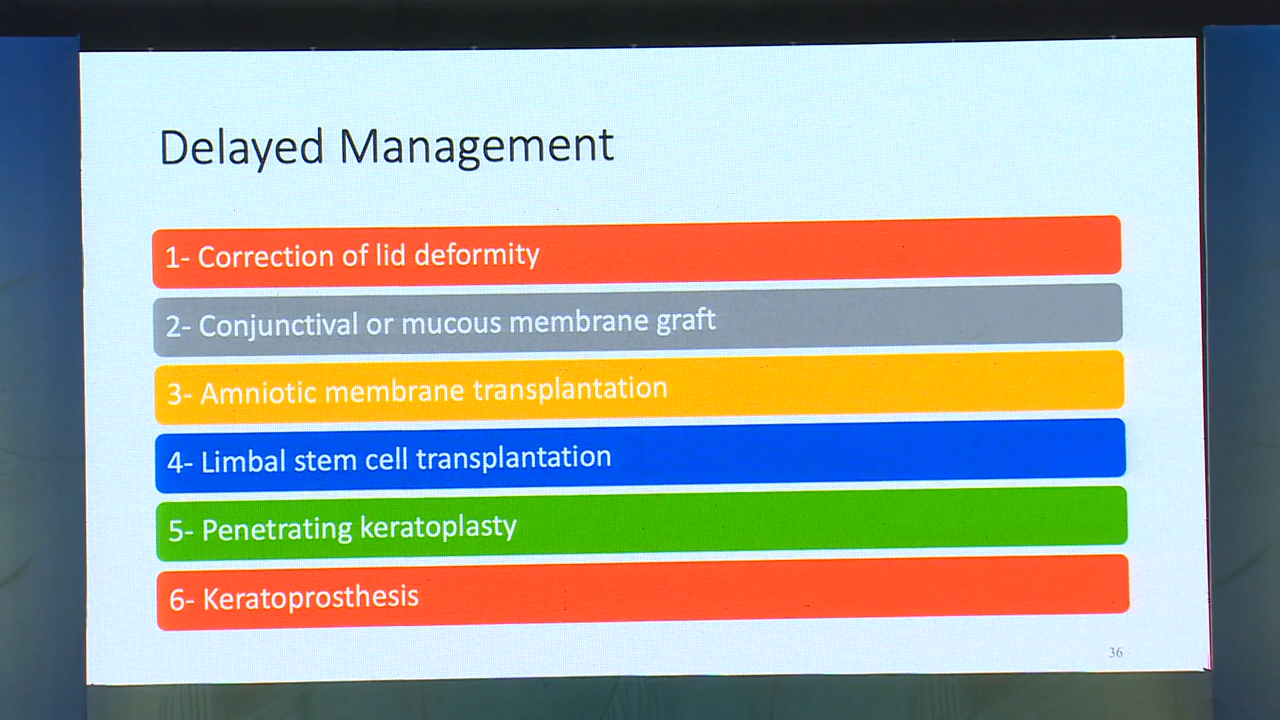 Delayed Management
1- Correction of lid deformity
2- Conjunctival or mucous membrane graft
3- Amniotic membrane transplantation
4- Limbal stem cell transplantation
5- Penetrating keratoplasty
6- Keratoprosthesis
36